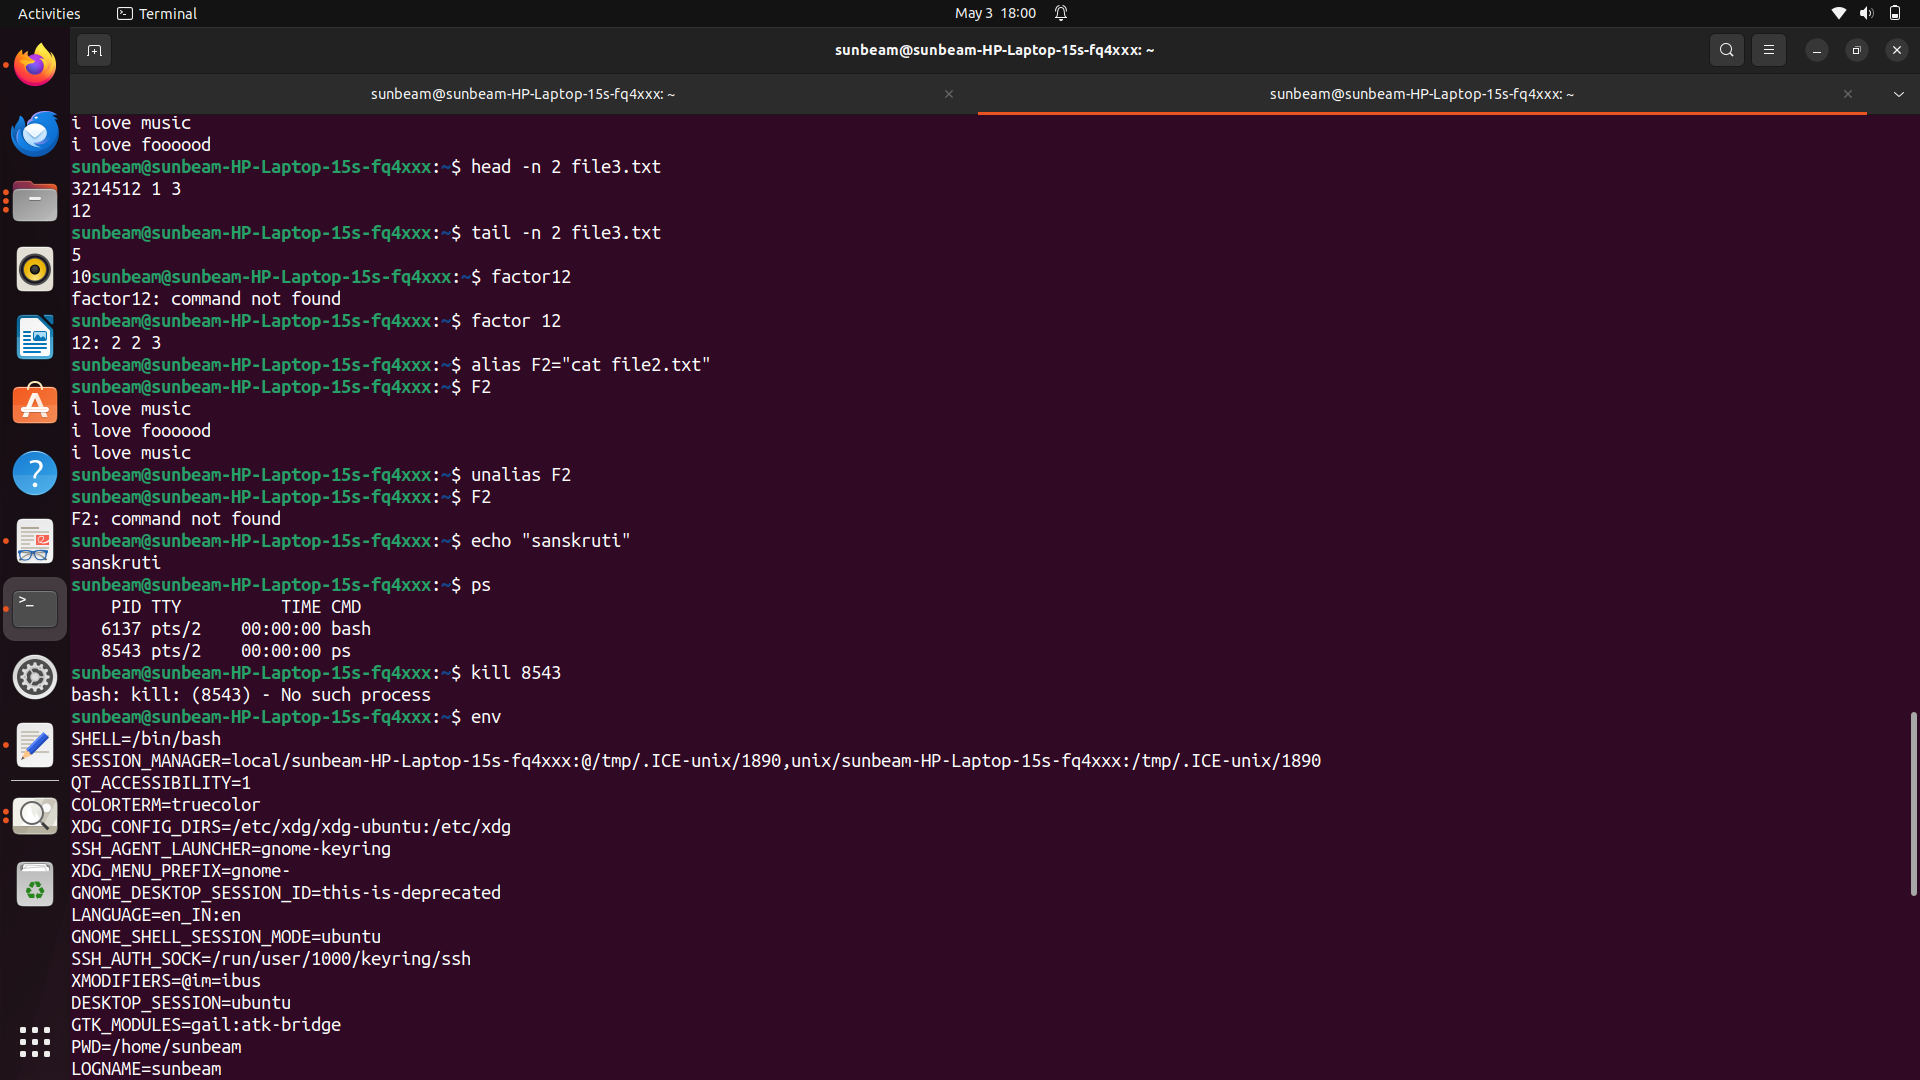 Activities
Terminal
May 3 18:00
sunbeam@sunbeam-HP-Laptop-15s-fq4xxx: ~
sunbeam@sunbeam-HP-Laptop-15s-fq4xxx: ~
sunbeam@sunbeam-HP-Laptop-15s-fq4xxx: ~
i love music
i love foooood
sunbeam@sunbeam-HP-Laptop-15s-fq4xxx:~$ head -n 2 file3.txt
3214512 1 3
12
sunbeam@sunbeam-HP-Laptop-15s-fq4xxx:~$ tail -n 2 file3.txt
5
10sunbeam@sunbeam-HP-Laptop-15s-fq4xxx:~$ factor12
factor12: command not found
sunbeam@sunbeam-HP-Laptop-15s-fq4xxx:~$ factor 12
12: 2 2 3
sunbeam@sunbeam-HP-Laptop-15s-fq4xxx:~$ alias F2="cat file2.txt"
sunbeam@sunbeam-HP-Laptop-15s-fq4xxx:~$ F2
i love music
i love foooood
i love music
sunbeam@sunbeam-HP-Laptop-15s-fq4xxx:~$ unalias F2
sunbeam@sunbeam-HP-Laptop-15s-fq4xxx:~$ F2
F2: command not found
sunbeam@sunbeam-HP-Laptop-15s-fq4xxx:~$ echo "sanskruti"
sanskruti
sunbeam@sunbeam-HP-Laptop-15s-fq4xxx:~$ ps
    PID TTY          TIME CMD
   6137 pts/2    00:00:00 bash
   8543 pts/2    00:00:00 ps
sunbeam@sunbeam-HP-Laptop-15s-fq4xxx:~$ kill 8543
bash: kill: (8543) - No such process
sunbeam@sunbeam-HP-Laptop-15s-fq4xxx:~$ env
SHELL=/bin/bash
SESSION_MANAGER=local/sunbeam-HP-Laptop-15s-fq4xxx:@/tmp/.ICE-unix/1890,unix/sunbeam-HP-Laptop-15s-fq4xxx:/tmp/.ICE-unix/1890
QT_ACCESSIBILITY=1
COLORTERM=truecolor
XDG_CONFIG_DIRS=/etc/xdg/xdg-ubuntu:/etc/xdg
SSH_AGENT_LAUNCHER=gnome-keyring
XDG_MENU_PREFIX=gnome-
GNOME_DESKTOP_SESSION_ID=this-is-deprecated
LANGUAGE=en_IN:en
GNOME_SHELL_SESSION_MODE=ubuntu
SSH_AUTH_SOCK=/run/user/1000/keyring/ssh
XMODIFIERS=@im=ibus
DESKTOP_SESSION=ubuntu
GTK_MODULES=gail:atk-bridge
PWD=/home/sunbeam
LOGNAME=sunbeam